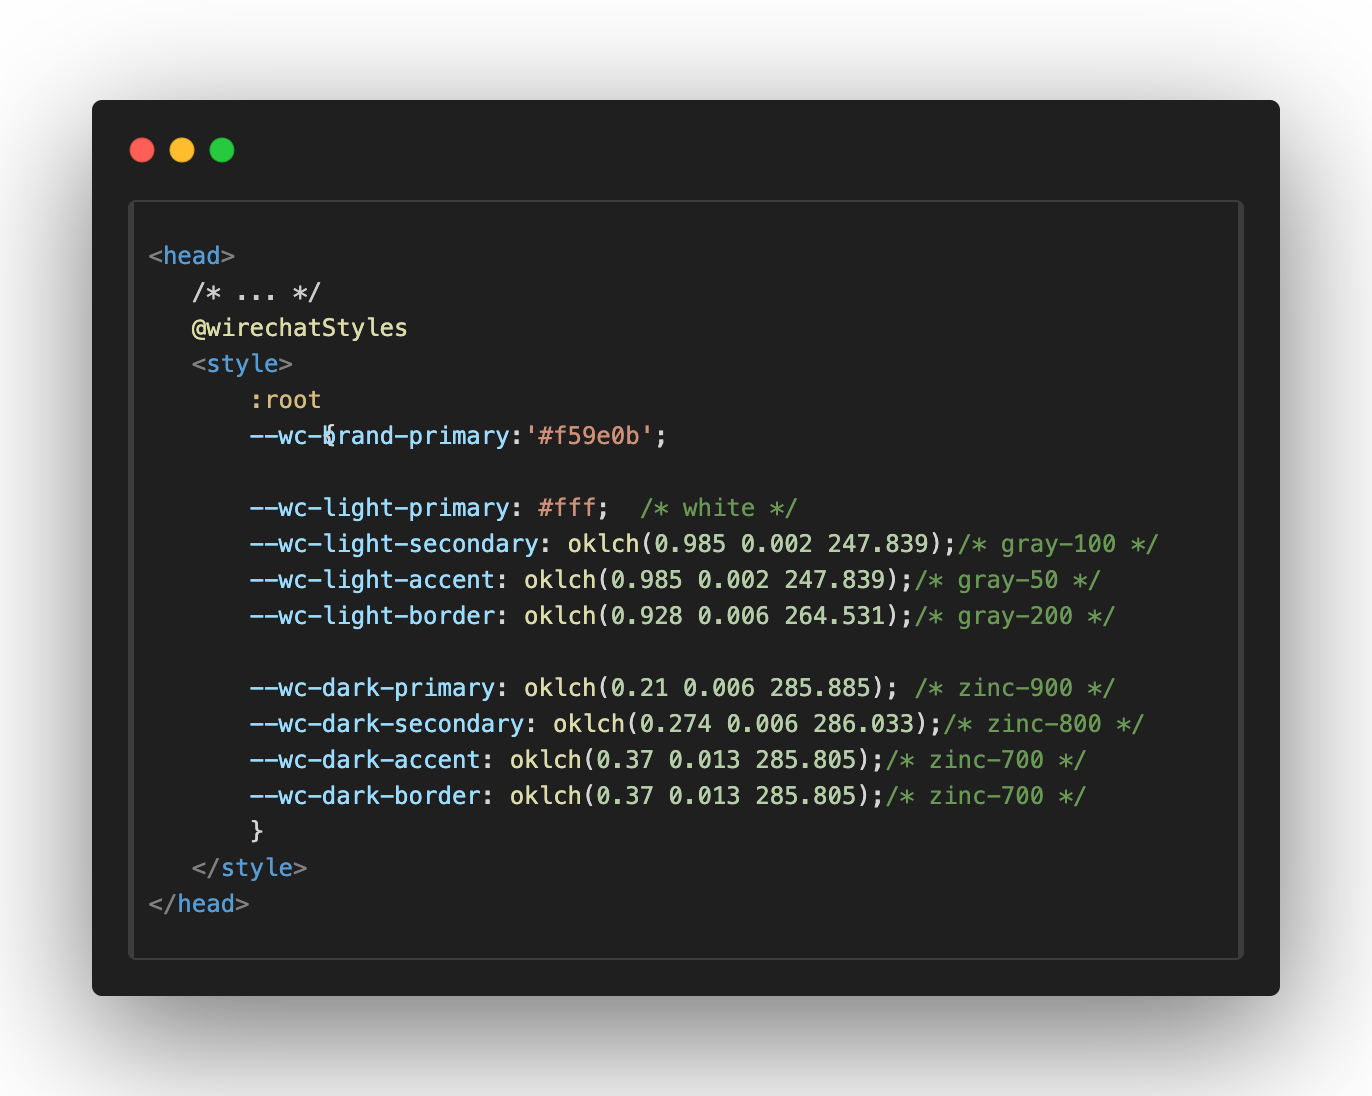 <head>
/* ... */
@wirechatStyles
<style>
:root
{
--wc-brand-primary:'#f59e0b';
--wc-light-primary: #fff;  /* white */
--wc-light-secondary: oklch(0.985 0.002 247.839);/* gray-100 */
--wc-light-accent: oklch(0.985 0.002 247.839);/* gray-50 */
--wc-light-border: oklch(0.928 0.006 264.531);/* gray-200 */
--wc-dark-primary: oklch(0.21 0.006 285.885); /* zinc-900 */
--wc-dark-secondary: oklch(0.274 0.006 286.033);/* zinc-800 */
--wc-dark-accent: oklch(0.37 0.013 285.805);/* zinc-700 */
--wc-dark-border: oklch(0.37 0.013 285.805);/* zinc-700 */
}
</style>
</head>